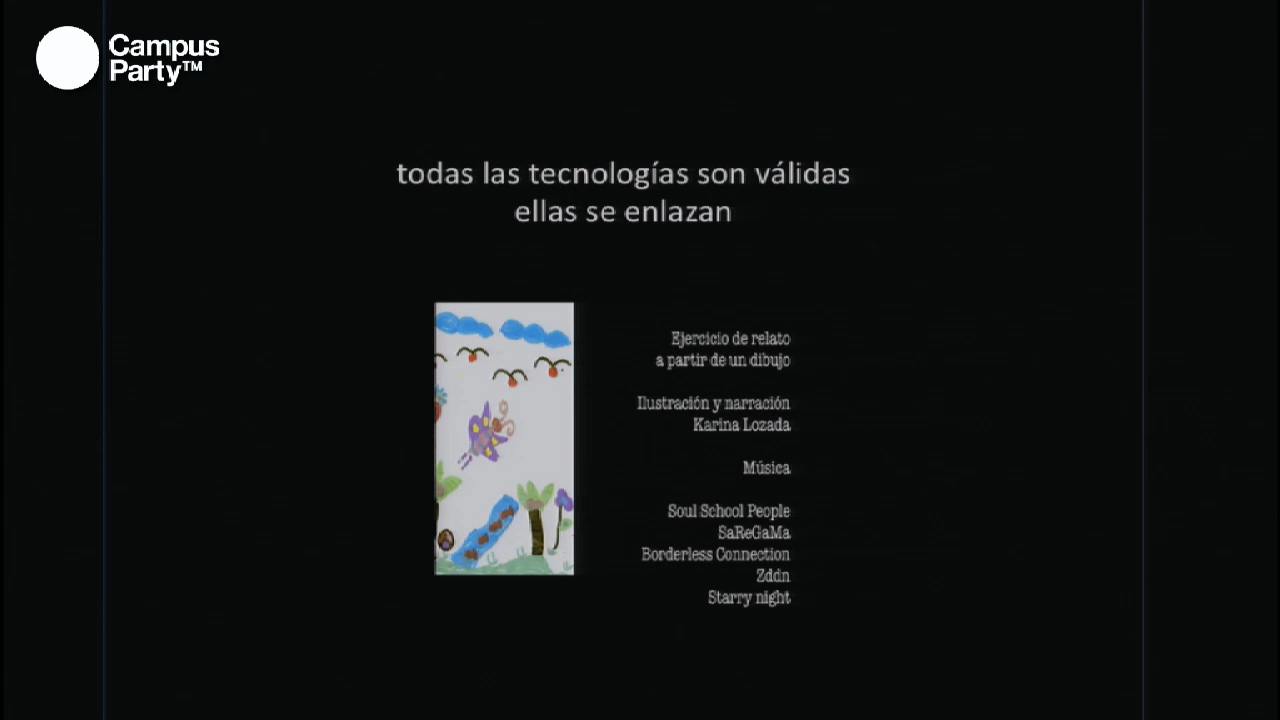 Campus
Party™
todas las tecnologías son válidas
ellas se enlazan
Ejercicio de relato
a partir de un dibujo
Ilustración y narración
Karina Lozada
Música
Soul School People
SaReGaMa
Borderless Connection
Zddn
Starry night